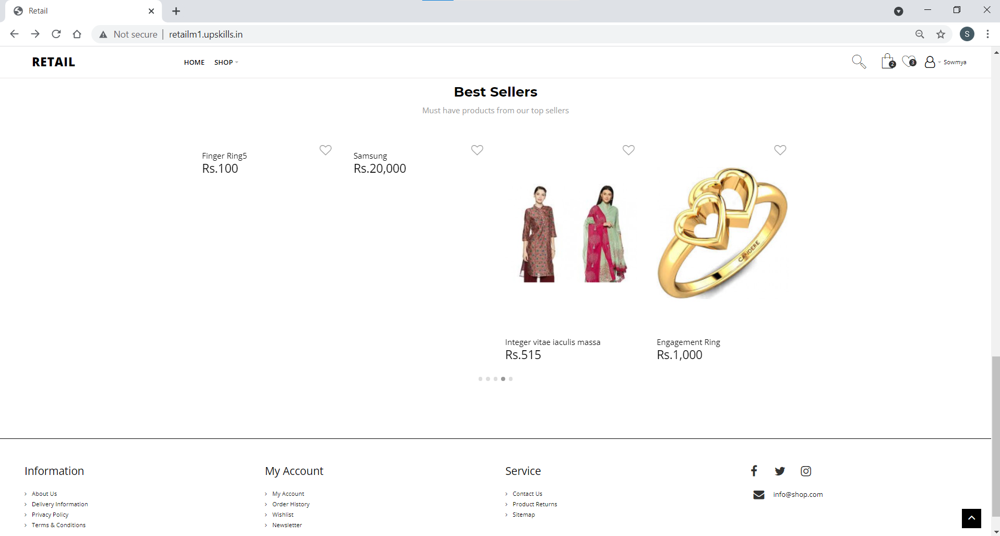 Retail
Not secure
retailm1.upskills.in
S
RETAIL
HOME
SHOP
2
3
Sowmya
Best Sellers
Must have products from our top sellers
Finger Ring5
Rs.100
Samsung
Rs.20,000
CANDERE
Integer vitae iaculis massa
Rs.515
Engagement Ring
Rs.1,000
Information
About Us
Delivery Information
Privacy Policy
Terms & Conditions
My Account
My Account
Order History
Wishlist
Newsletter
Service
Contact Us
Product Returns
Sitemap
info@shop.com